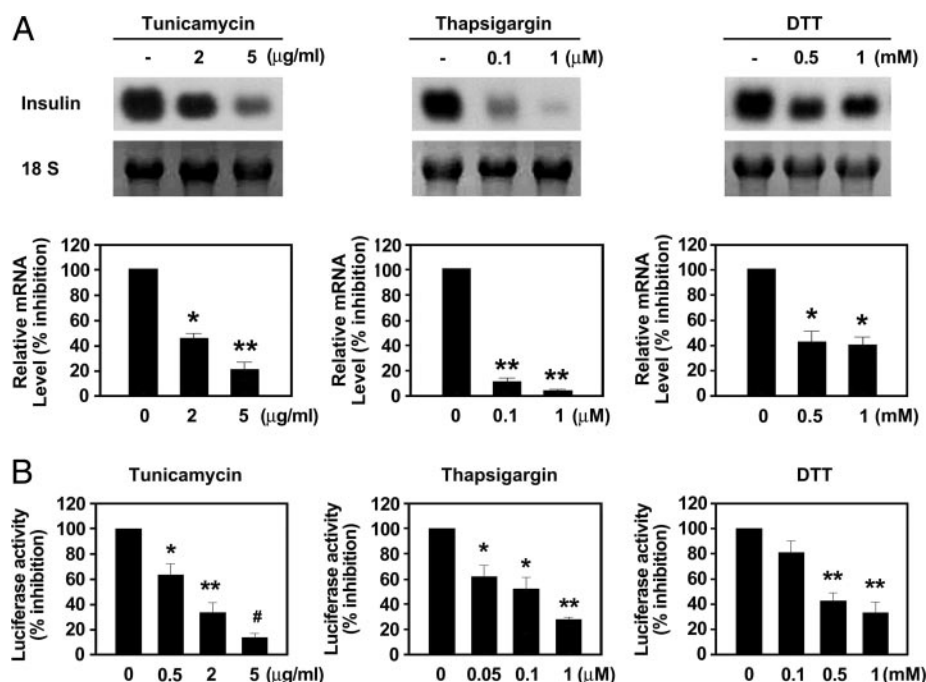 A
Tunicamycin
Thapsigargin
DTT
- 2 5 (μg/ml)
- 0.1 1 (μM)
- 0.5 1 (mM)
Insulin
18 S
Relative mRNA
Level (% inhibition)
120
100
80
60
40
20
0
*
**
0 2 5 (μg/ml)
Relative mRNA
Level (% inhibition)
120
100
80
60
40
20
0
**
**
0 0.1 1 (μM)
Relative mRNA
Level (% inhibition)
120
100
80
60
40
20
0
*
*
0 0.5 1 (mM)
B
Tunicamycin
Luciferase activity
(% inhibition)
120
100
80
60
40
20
0
*
**
#
0 0.5 2 5 μg/ml)
Thapsigargin
Luciferase activity
(% inhibition)
120
100
80
60
40
20
0
*
*
**
0 0.05 0.1 1 (μM)
DTT
Luciferase activity
(% inhibition)
120
100
80
60
40
20
0
**
**
0 0.1 0.5 1 (mM)